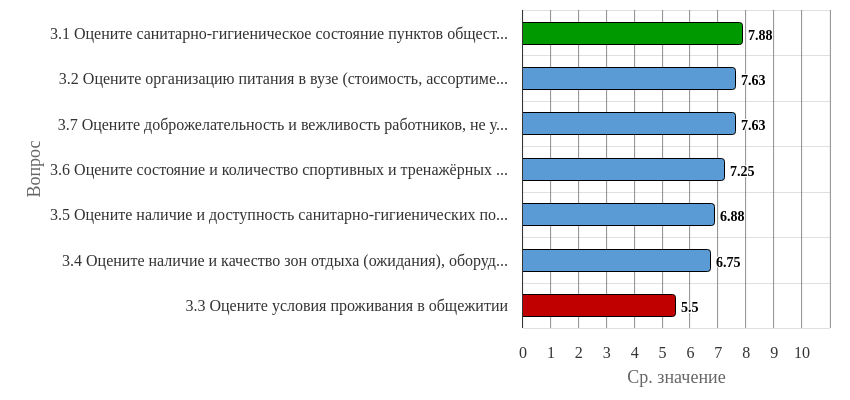 3.1 Оцените санитарно-гигиеническое состояние пунктов общест... 7.88
3.2 Оцените организацию питания в вузе (стоимость, ассортиме... 7.63
3.7 Оцените доброжелательность и вежливость работников, не у... 7.63
3.6 Оцените состояние и количество спортивных и тренажёрных ... 7.25
3.5 Оцените наличие и доступность санитарно-гигиенических по... 6.88
3.4 Оцените наличие и качество зон отдыха (ожидания), оборуд... 6.75
3.3 Оцените условия проживания в общежитии 5.5
Вопрос
0 1 2 3 4 5 6 7 8 9 10
Ср. значение